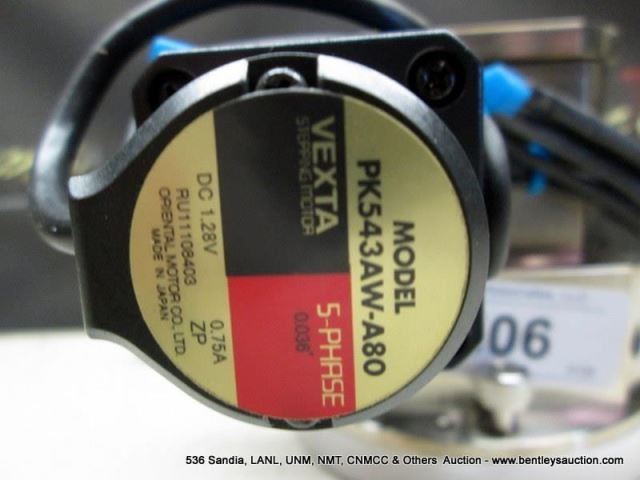 MODEL
PK543AW-A80
VEXTA
STEPPING MOTOR
5-PHASE
0.036°
DC 1.28V 0.75A
RU11108403 ZP
ORIENTAL MOTOR CO., LTD.
MADE IN JAPAN
06
536 Sandia, LANL, UNM, NMT, CNMCC & Others Auction - www.bentleysauction.com